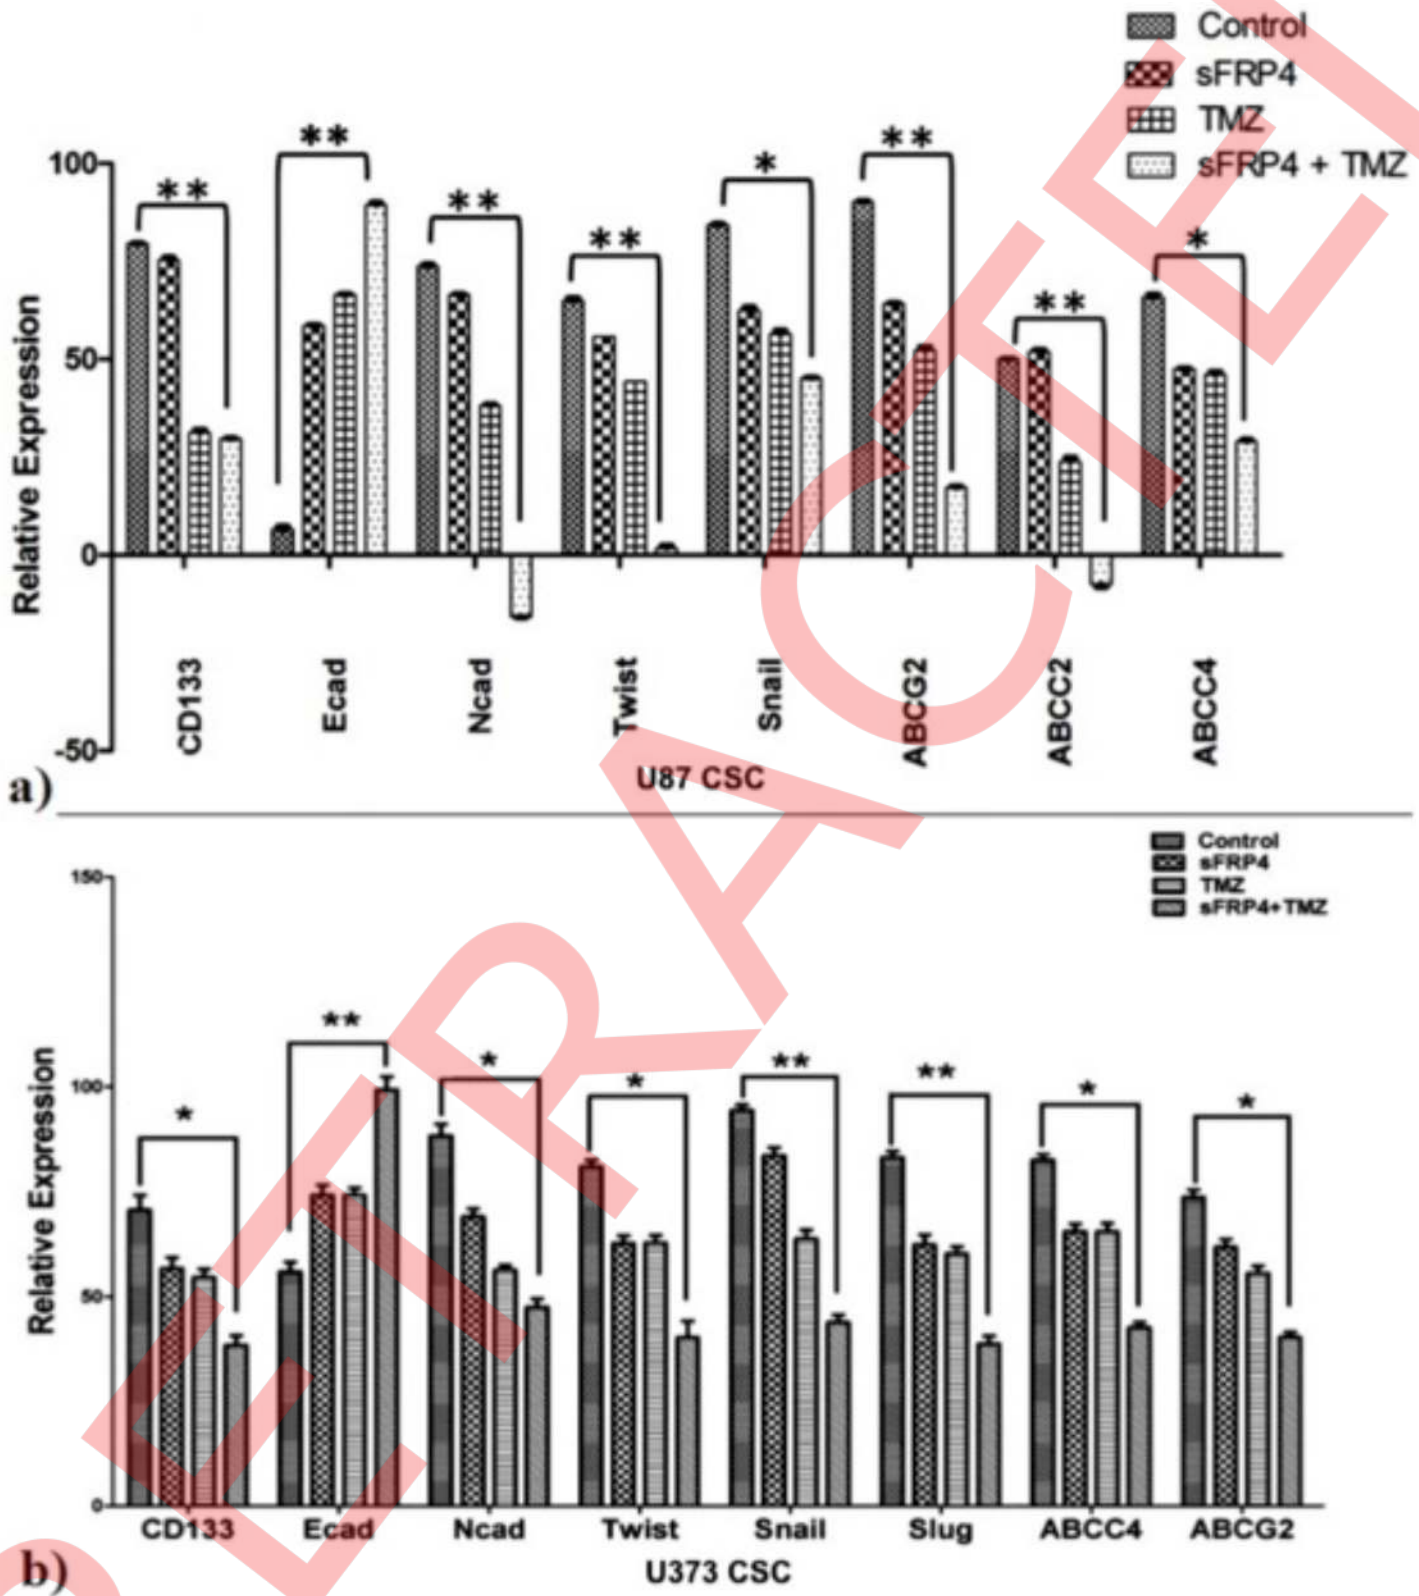 Control
sFRP4
TMZ
sFRP4 + TMZ
** ** ** ** * ** ** *
100
50
0
-50
Relative Expression
CD133 Ecad Ncad Twist Snail ABCG2 ABCC2 ABCC4
U87 CSC
a)
Control
sFRP4
TMZ
sFRP4+TMZ
* ** * * ** ** * *
150
100
50
0
Relative Expression
CD133 Ecad Ncad Twist Snail Slug ABCC4 ABCG2
U373 CSC
b)
RETRACTE